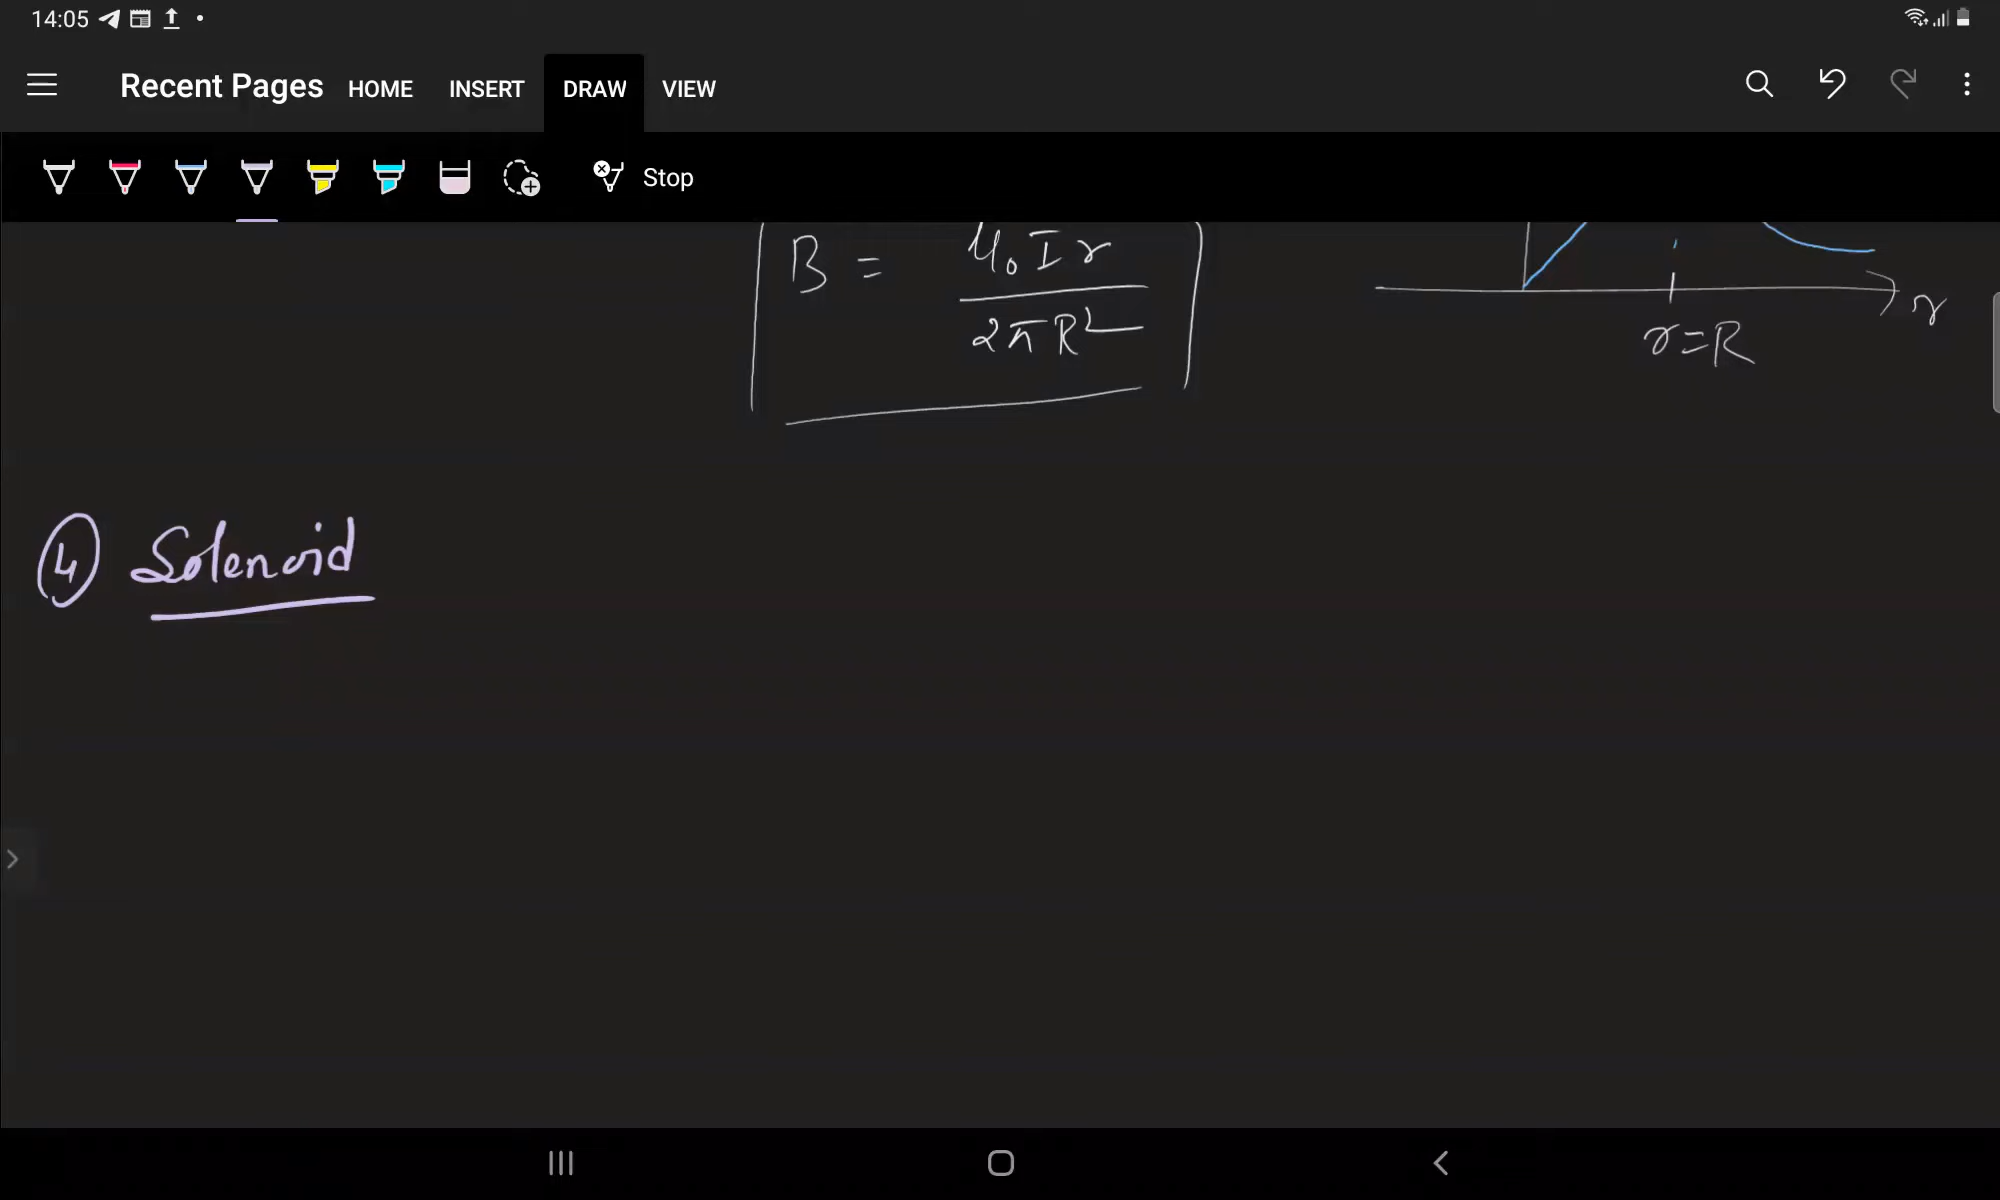 14:05
Recent Pages HOME INSERT DRAW VIEW
Stop
B = μ₀Ir / 2πR²
r
r=R
④ Solenoid